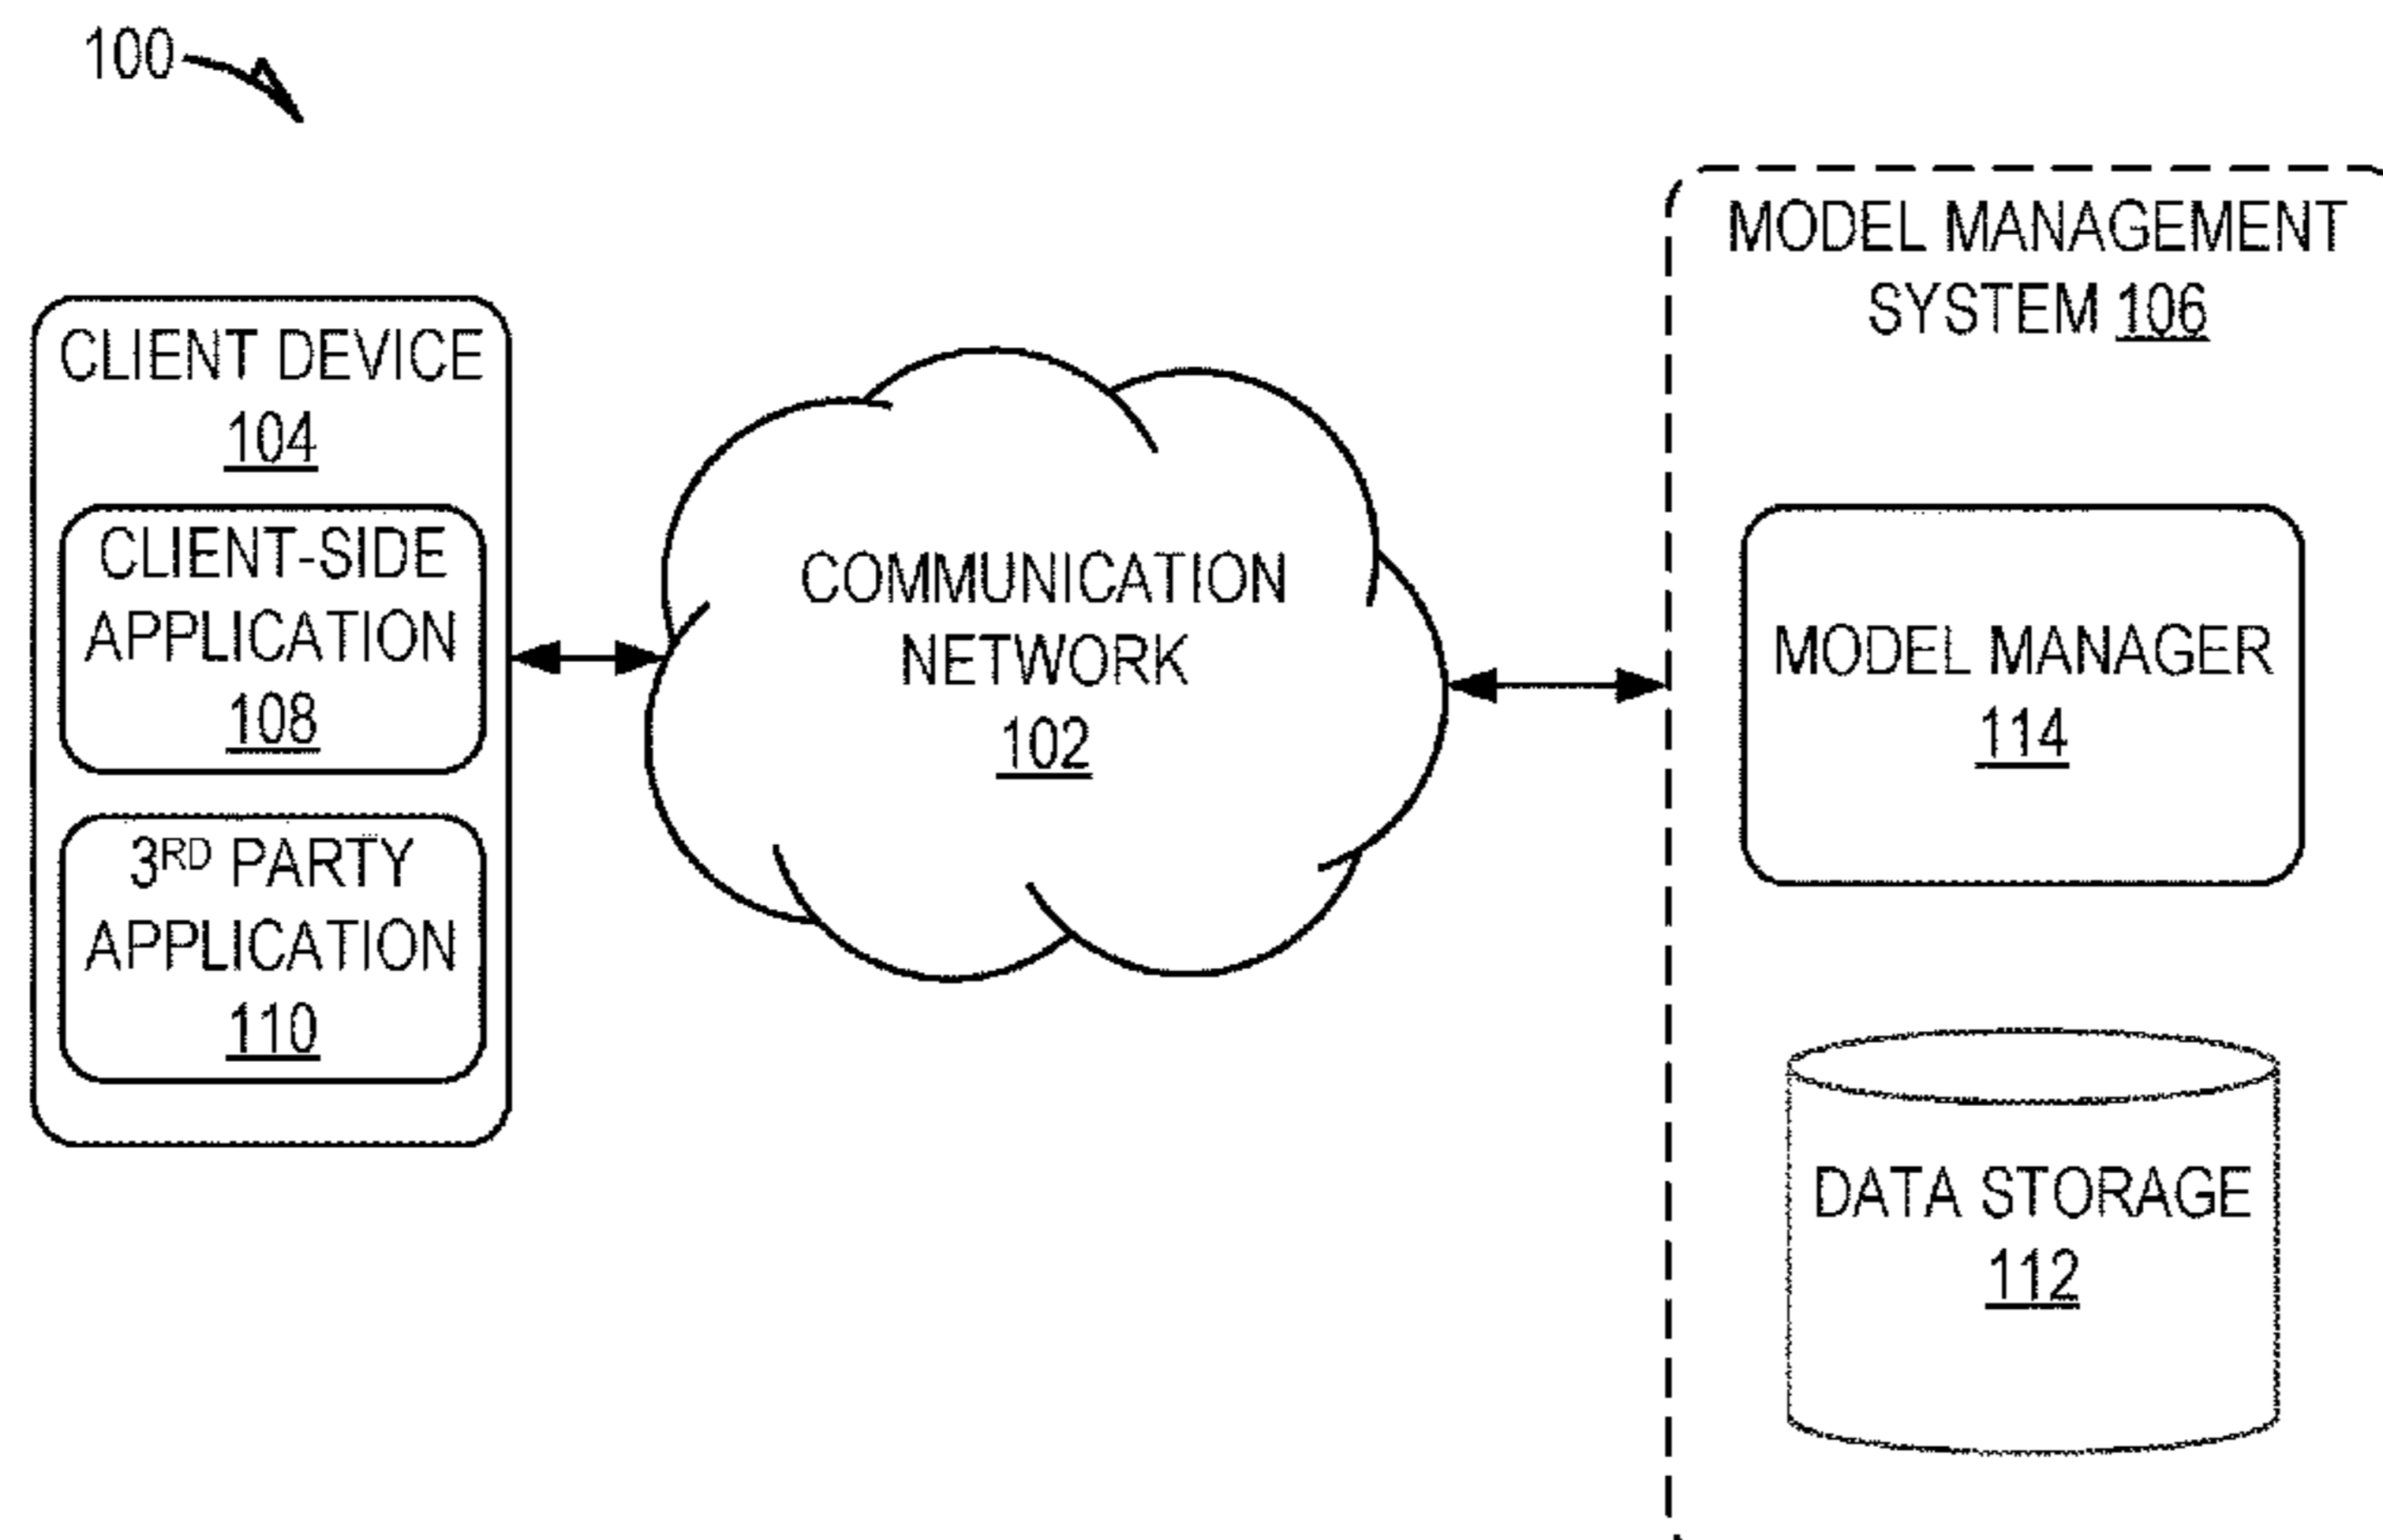 100
CLIENT DEVICE
104
CLIENT-SIDE
APPLICATION
108
3RD PARTY
APPLICATION
110
COMMUNICATION
NETWORK
102
MODEL MANAGEMENT
SYSTEM 106
MODEL MANAGER
114
DATA STORAGE
112